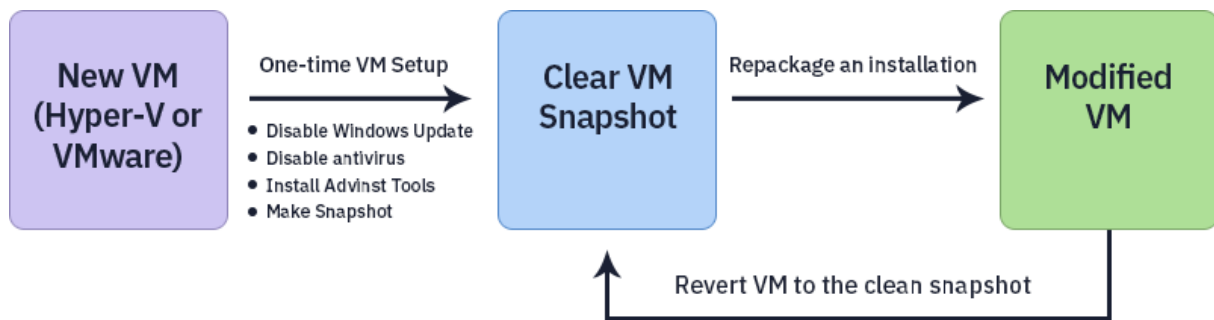 New VM
(Hyper-V or
VMware)
One-time VM Setup
Disable Windows Update
Disable antivirus
Install Advinst Tools
Make Snapshot
Clear VM
Snapshot
Repackage an installation
Modified
VM
Revert VM to the clean snapshot